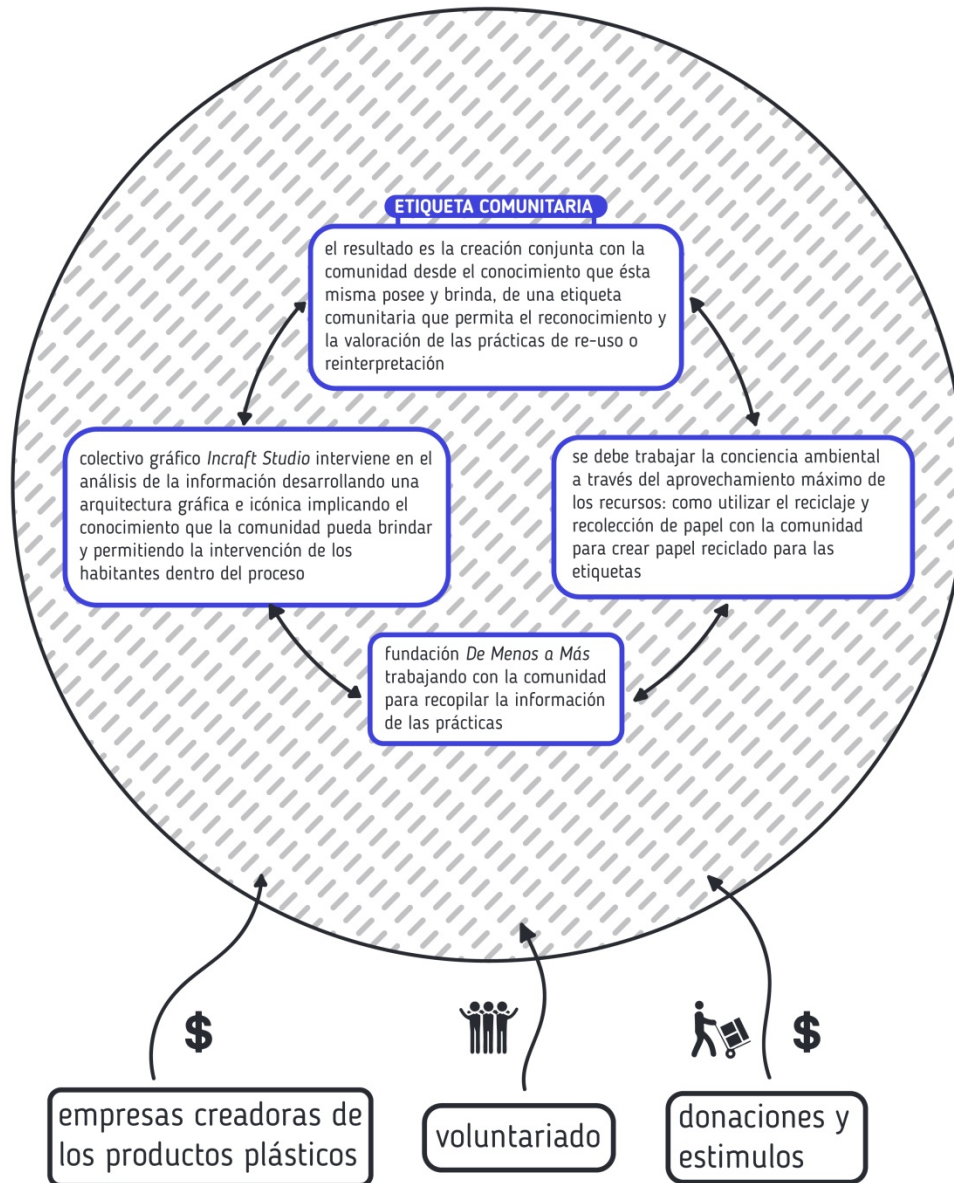 ETIQUETA COMUNITARIA
el resultado es la creación conjunta con la
comunidad desde el conocimiento que ésta
misma posee y brinda, de una etiqueta
comunitaria que permita el reconocimiento y
la valoración de las prácticas de re-uso o
reinterpretación
colectivo gráfico Incraft Studio interviene en el
análisis de la información desarrollando una
arquitectura gráfica e icónica implicando el
conocimiento que la comunidad pueda brindar
y permitiendo la intervención de los
habitantes dentro del proceso
se debe trabajar la conciencia ambiental
a través del aprovechamiento máximo de
los recursos: como utilizar el reciclaje y
recolección de papel con la comunidad
para crear papel reciclado para las
etiquetas
fundación De Menos a Más
trabajando con la comunidad
para recopilar la información
de las prácticas
$
$
empresas creadoras de
los productos plásticos
voluntariado
donaciones y
estimulos